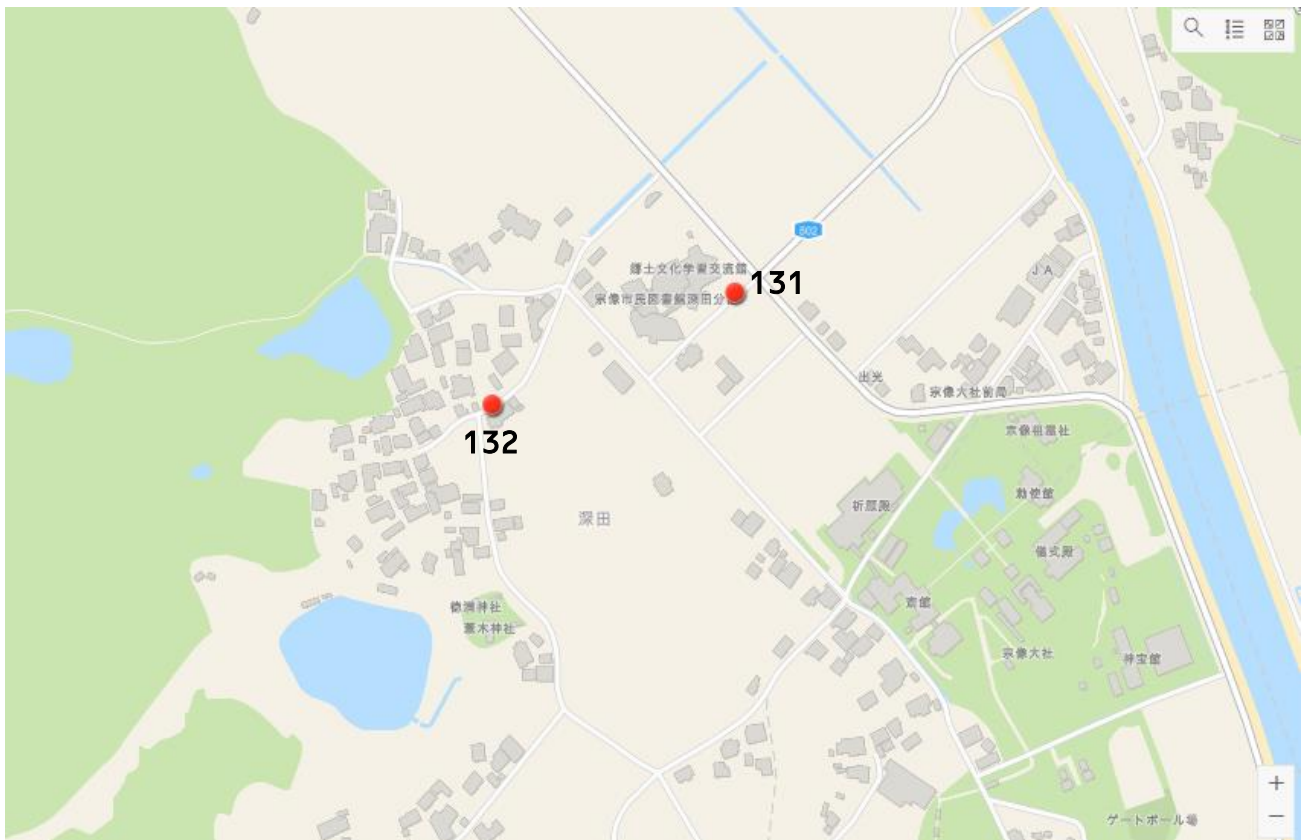 502
郷土文化学習交流館
131
宗像市民図書館深田分館
JA
出光
宗像大社前局
132
宗像祖霊社
勅使館
祈願殿
深田
儀式殿
斎館
宗像大社
神宝館
ゲートボール場